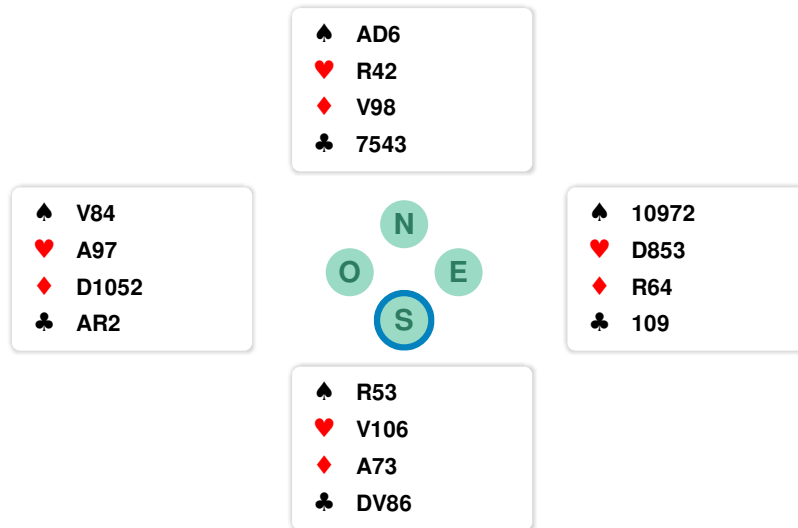 ♠ AD6
♥ R42
♦ V98
♣ 7543
♠ V84
♥ A97
♦ D1052
♣ AR2
N
O E
S
♠ 10972
♥ D853
♦ R64
♣ 109
♠ R53
♥ V106
♦ A73
♣ DV86